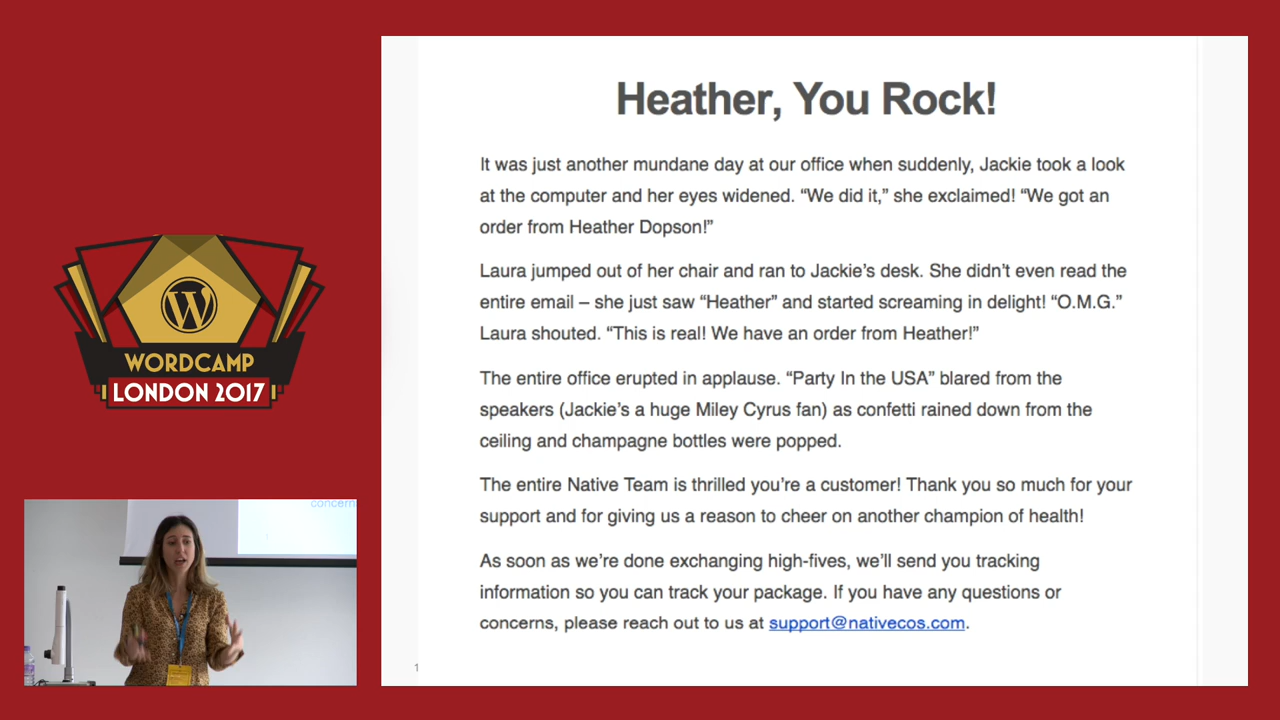 Heather, You Rock!
It was just another mundane day at our office when suddenly, Jackie took a look
at the computer and her eyes widened. “We did it,” she exclaimed! “We got an
order from Heather Dopson!”
Laura jumped out of her chair and ran to Jackie’s desk. She didn’t even read the
entire email – she just saw “Heather” and started screaming in delight! “O.M.G.”
Laura shouted. “This is real! We have an order from Heather!”
The entire office erupted in applause. “Party In the USA” blared from the
speakers (Jackie’s a huge Miley Cyrus fan) as confetti rained down from the
ceiling and champagne bottles were popped.
The entire Native Team is thrilled you’re a customer! Thank you so much for your
support and for giving us a reason to cheer on another champion of health!
As soon as we’re done exchanging high-fives, we’ll send you tracking
information so you can track your package. If you have any questions or
concerns, please reach out to us at support@nativecos.com.
1
W
WORDCAMP
LONDON 2017
concern